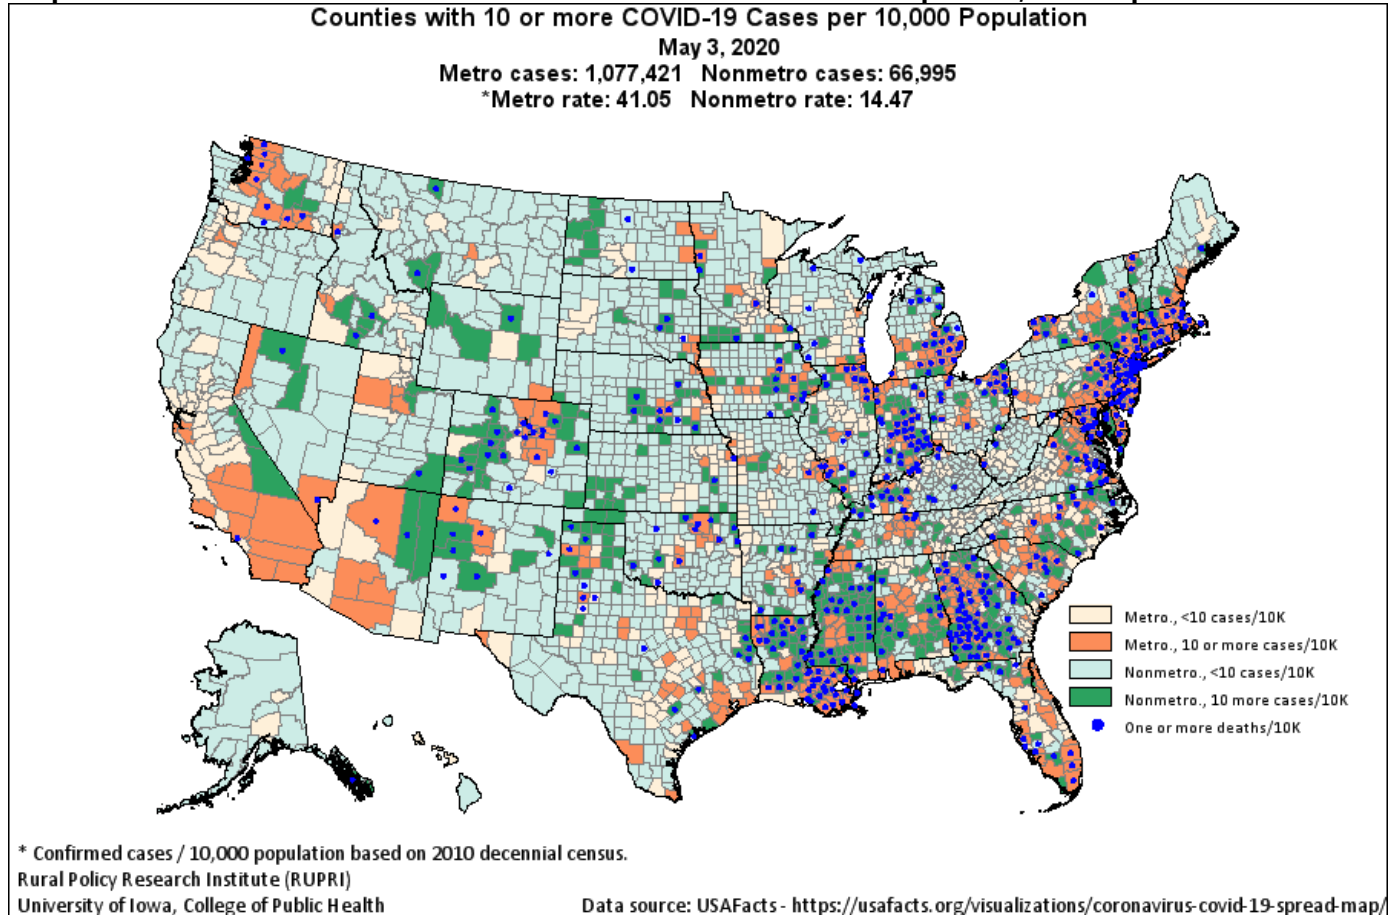 Counties with 10 or more COVID-19 Cases per 10,000 Population
May 3, 2020
Metro cases: 1,077,421 Nonmetro cases: 66,995
*Metro rate: 41.05 Nonmetro rate: 14.47
Metro., <10 cases/10K
Metro., 10 or more cases/10K
Nonmetro., <10 cases/10K
Nonmetro., 10 more cases/10K
One or more deaths/10K
* Confirmed cases / 10,000 population based on 2010 decennial census.
Rural Policy Research Institute (RUPRI)
University of Iowa, College of Public Health
Data source: USAFacts - https://usafacts.org/visualizations/coronavirus-covid-19-spread-map/